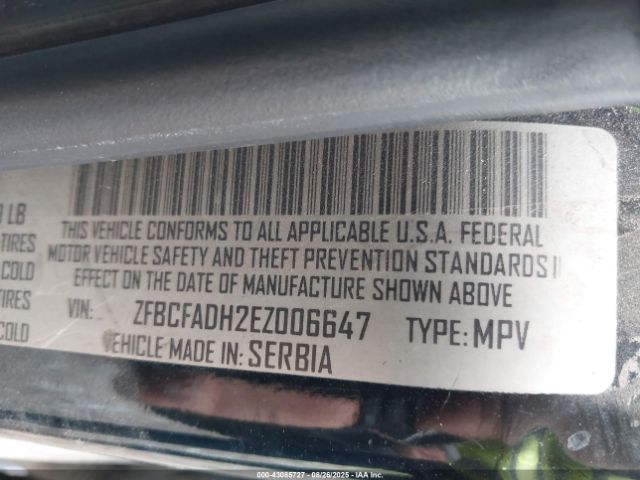 LB
THIS VEHICLE CONFORMS TO ALL APPLICABLE U.S.A. FEDERAL
TIRES
MOTOR VEHICLE SAFETY AND THEFT PREVENTION STANDARDS I
COLD
EFFECT ON THE DATE OF MANUFACTURE SHOWN ABOVE
TIRES
VIN: ZFBCFADH2EZ006647 TYPE: MPV
COLD
VEHICLE MADE IN: SERBIA
000-43085727 - 08/26/2025 - IAAI